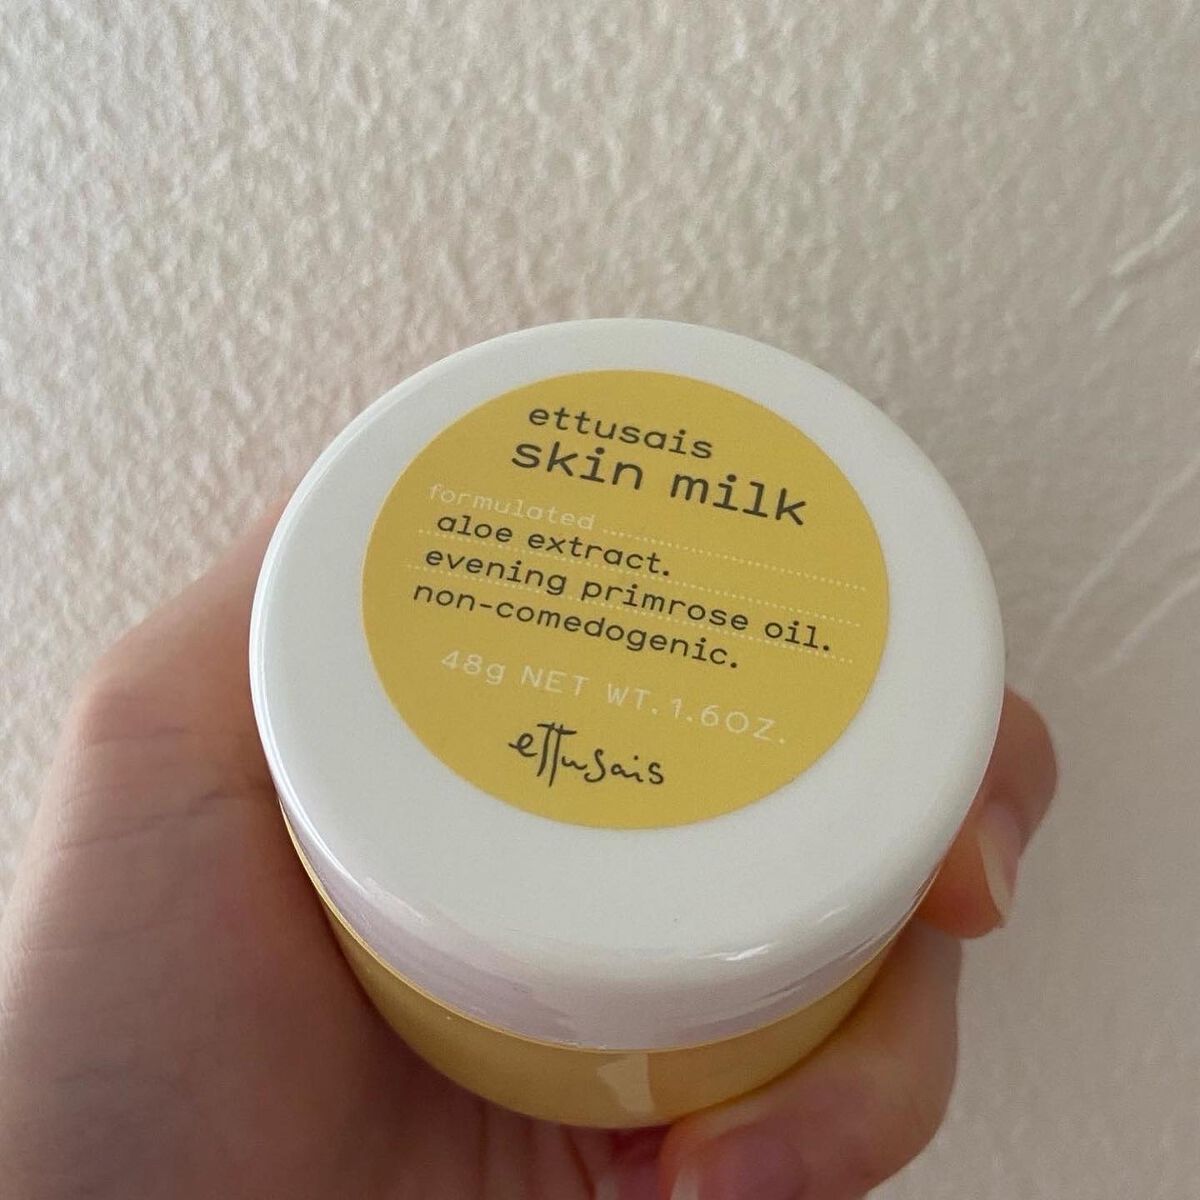 ettusais
skin milk
formulated
aloe extract.
evening primrose oil.
non-comedogenic.
48g NET WT.1.6OZ.
ettusais